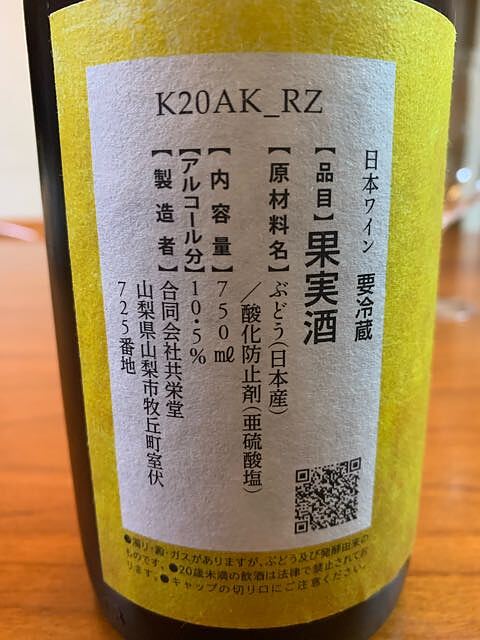 K20AK_RZ
日本ワイン 要冷蔵
【品目】果実酒
【原材料名】ぶどう(日本産)
／酸化防止剤(亜硫酸塩)
【内容量】750㎖
【アルコール分】10.5%
【製造者】合同会社共栄堂
山梨県山梨市牧丘町室伏
725番地
●濁り・澱・ガスがありますが、ぶどう及び発酵由来の
ものです。●20歳未満の飲酒は法律で禁止されてお
ります。●キャップの切り口にご注意ください。